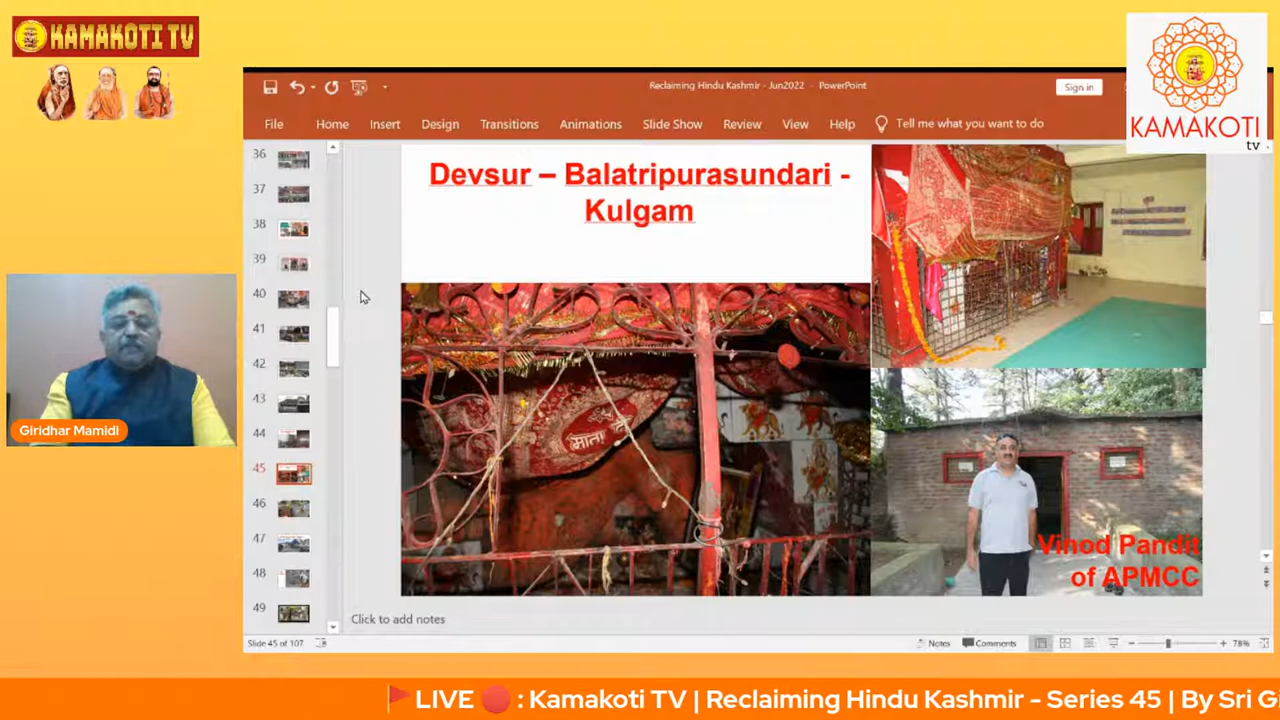 KAMAKOTI TV
KAMAKOTI
tv
Reclaiming Hindu Kashmir - Jun2022 - PowerPoint
Sign in
File Home Insert Design Transitions Animations Slide Show Review View Help Tell me what you want to do
36
37
38
39
40
41
42
43
44
45
46
47
48
49
Devsur – Balatripurasundari -
Kulgam
माता
Vinod Pandit
of APMCC
Giridhar Mamidi
Click to add notes
Slide 45 of 107
Notes Comments 78%
LIVE : Kamakoti TV | Reclaiming Hindu Kashmir - Series 45 | By Sri G